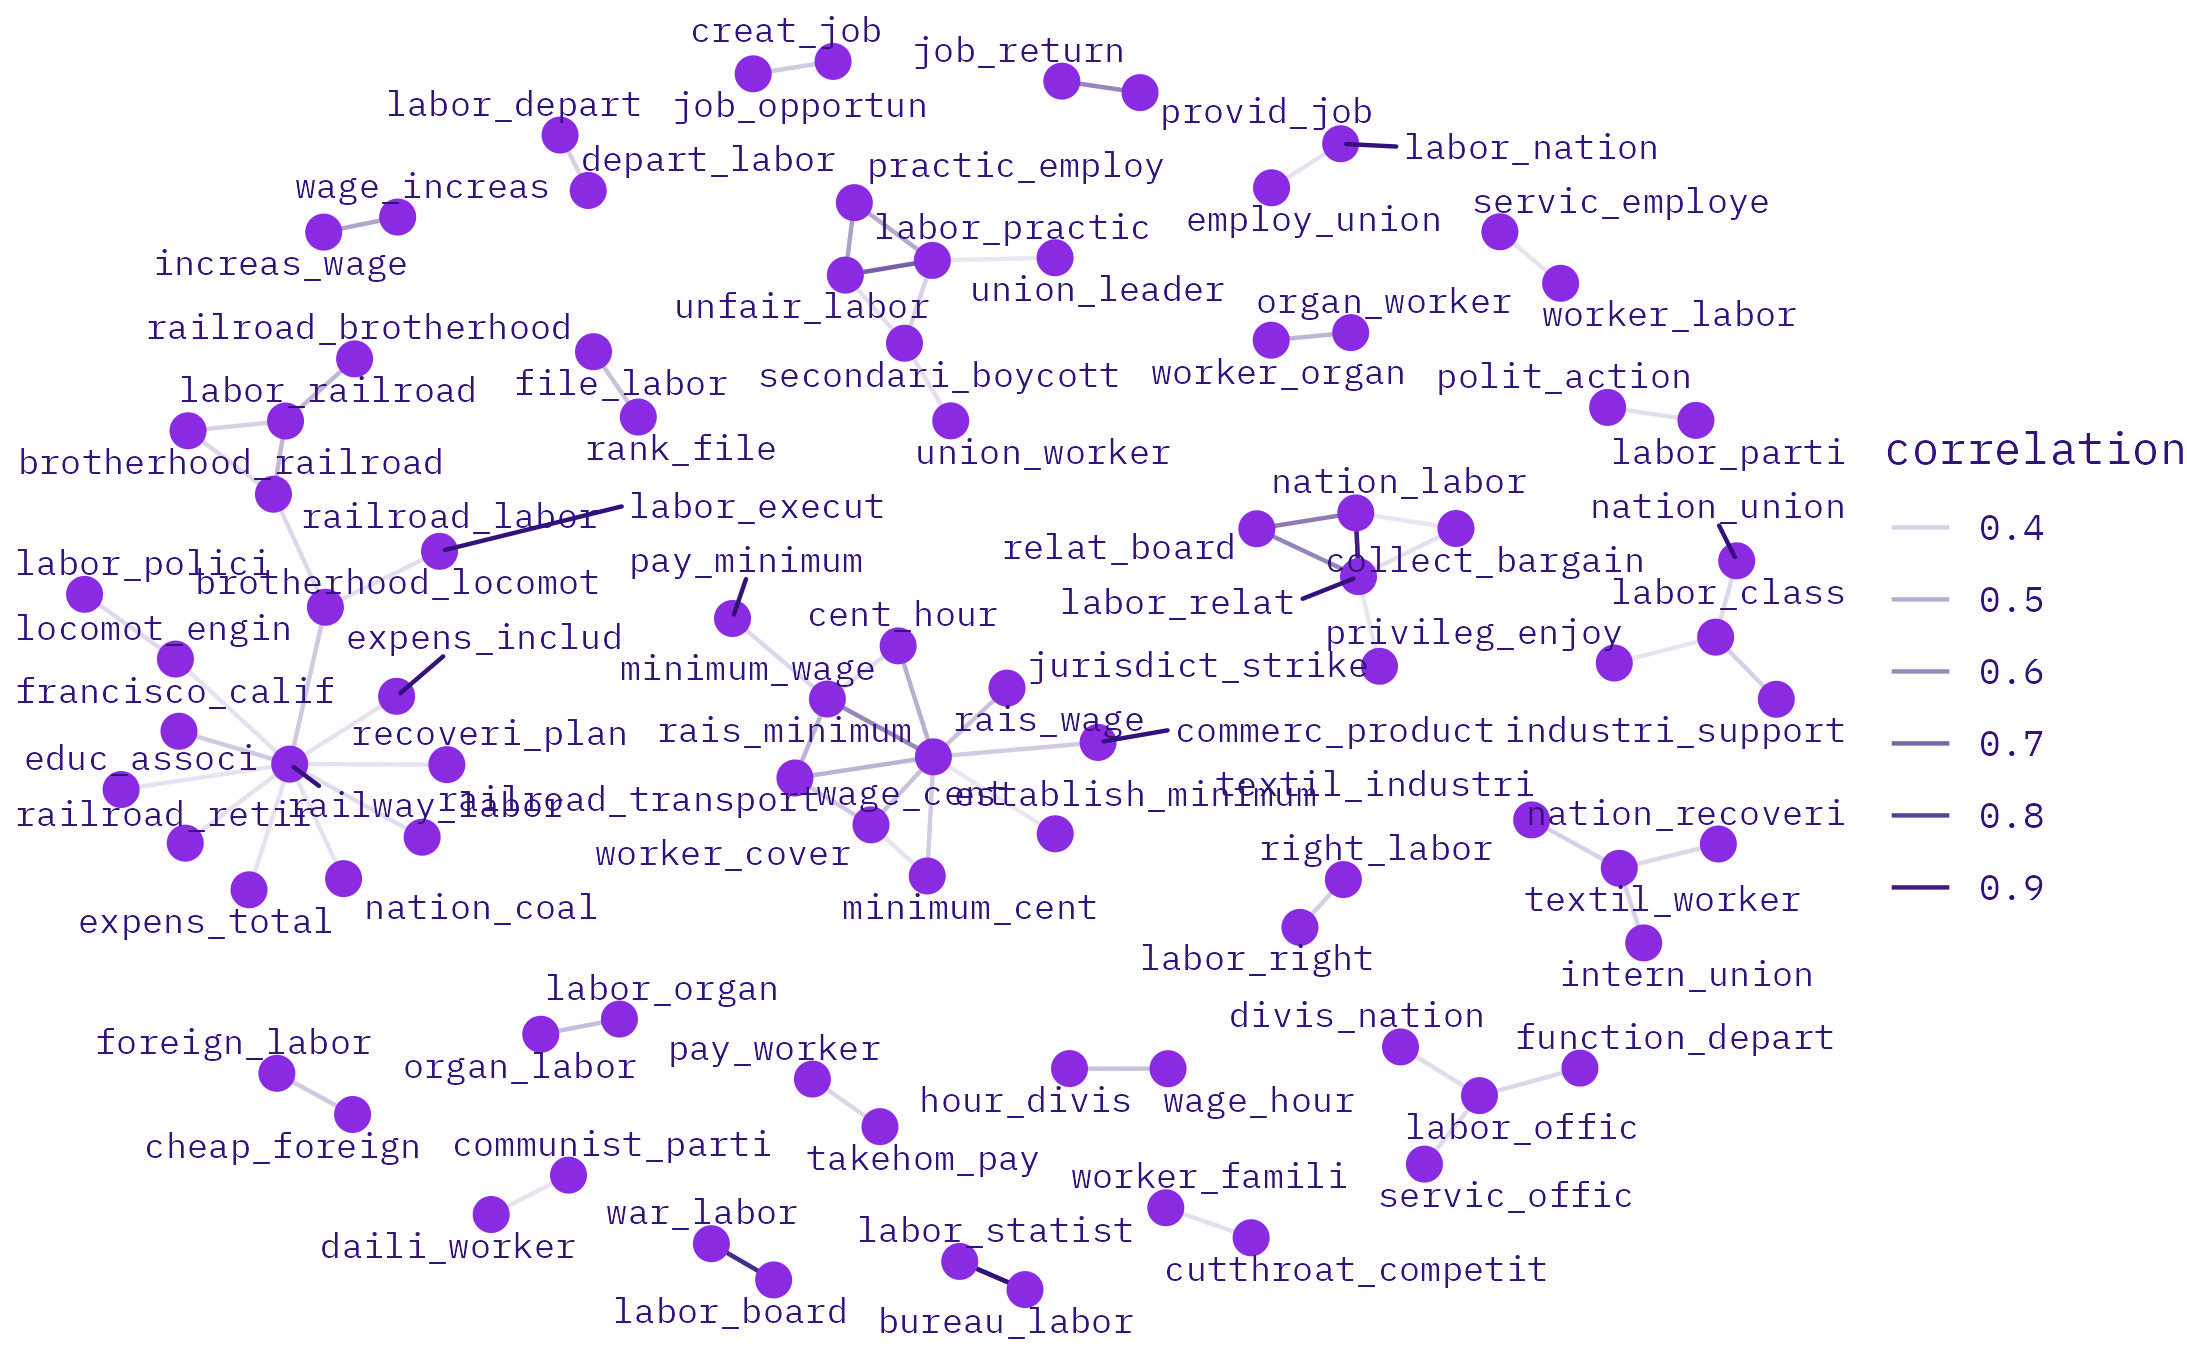 creat_job
job_return
labor_depart
job_opportun
provid_job
labor_nation
depart_labor
practic_employ
wage_increas
servic_employe
employ_union
labor_practic
increas_wage
union_leader
unfair_labor
organ_worker
worker_labor
railroad_brotherhood
labor_railroad
file_labor
secondari_boycott
worker_organ
polit_action
brotherhood_railroad
rank_file
union_worker
labor_parti
correlation
nation_labor
railroad_labor
labor_execut
nation_union
0.4
relat_board
collect_bargain
labor_polici
pay_minimum
brotherhood_locomot
labor_class
0.5
labor_relat
cent_hour
locomot_engin
expens_includ
privileg_enjoy
minimum_wage
jurisdict_strike
0.6
francisco_calif
recoveri_plan
rais_minimum
rais_wage
commerc_product
industri_support
0.7
educ_associ
textil_industri
railroad_retir
railway_labor
railroad_transport
wage_cent
establish_minimum
nation_recoveri
0.8
worker_cover
right_labor
0.9
expens_total
nation_coal
minimum_cent
textil_worker
labor_right
intern_union
labor_organ
divis_nation
foreign_labor
organ_labor
pay_worker
function_depart
hour_divis
wage_hour
cheap_foreign
communist_parti
takehom_pay
labor_offic
worker_famili
servic_offic
daili_worker
war_labor
labor_statist
cutthroat_competit
labor_board
bureau_labor